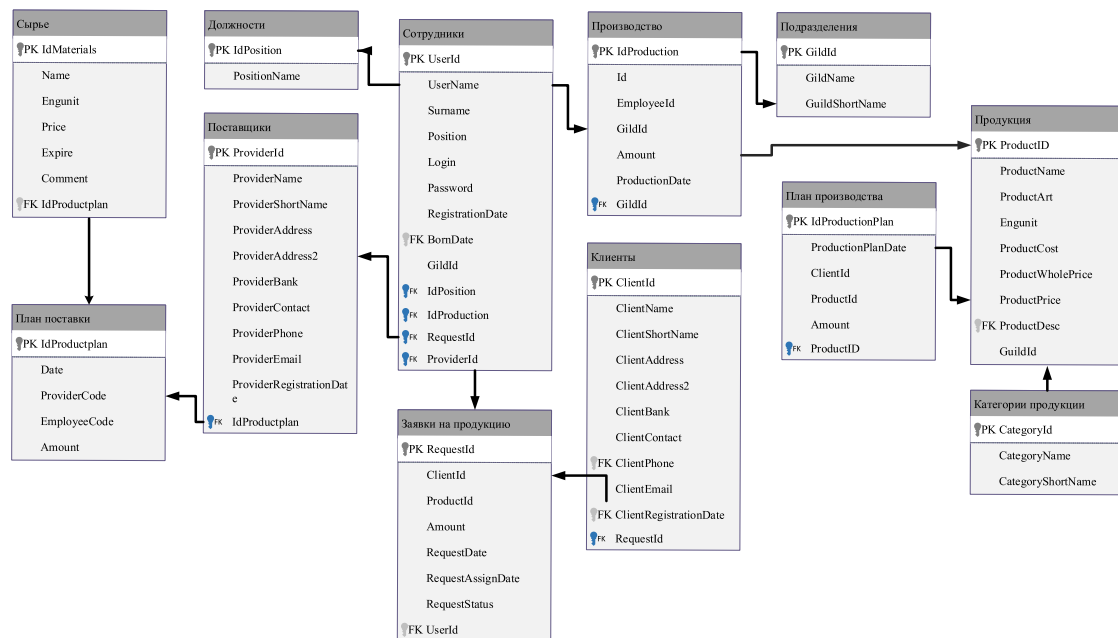 Сырье
PK IdMaterials
Name
Engunit
Price
Expire
Comment
FK IdProductplan
Должности
PK IdPosition
PositionName
Сотрудники
PK UserId
UserName
Surname
Position
Login
Password
RegistrationDate
FK BornDate
GildId
FK IdPosition
FK IdProduction
FK RequestId
FK ProviderId
Производство
PK IdProduction
Id
EmployeeId
GildId
Amount
ProductionDate
FK GildId
Подразделения
PK GildId
GildName
GuildShortName
Продукция
PK ProductID
ProductName
ProductArt
Engunit
ProductCost
ProductWholePrice
ProductPrice
FK ProductDesc
GuildId
Поставщики
PK ProviderId
ProviderName
ProviderShortName
ProviderAddress
ProviderAddress2
ProviderBank
ProviderContact
ProviderPhone
ProviderEmail
ProviderRegistrationDat
e
FK IdProductplan
План производства
PK IdProductionPlan
ProductionPlanDate
ClientId
ProductId
Amount
FK ProductID
Клиенты
PK ClientId
ClientName
ClientShortName
ClientAddress
ClientAddress2
ClientBank
ClientContact
FK ClientPhone
ClientEmail
FK ClientRegistrationDate
FK RequestId
План поставки
PK IdProductplan
Date
ProviderCode
EmployeeCode
Amount
Заявки на продукцию
PK RequestId
ClientId
ProductId
Amount
RequestDate
RequestAssignDate
RequestStatus
FK UserId
Категории продукции
PK CategoryId
CategoryName
CategoryShortName